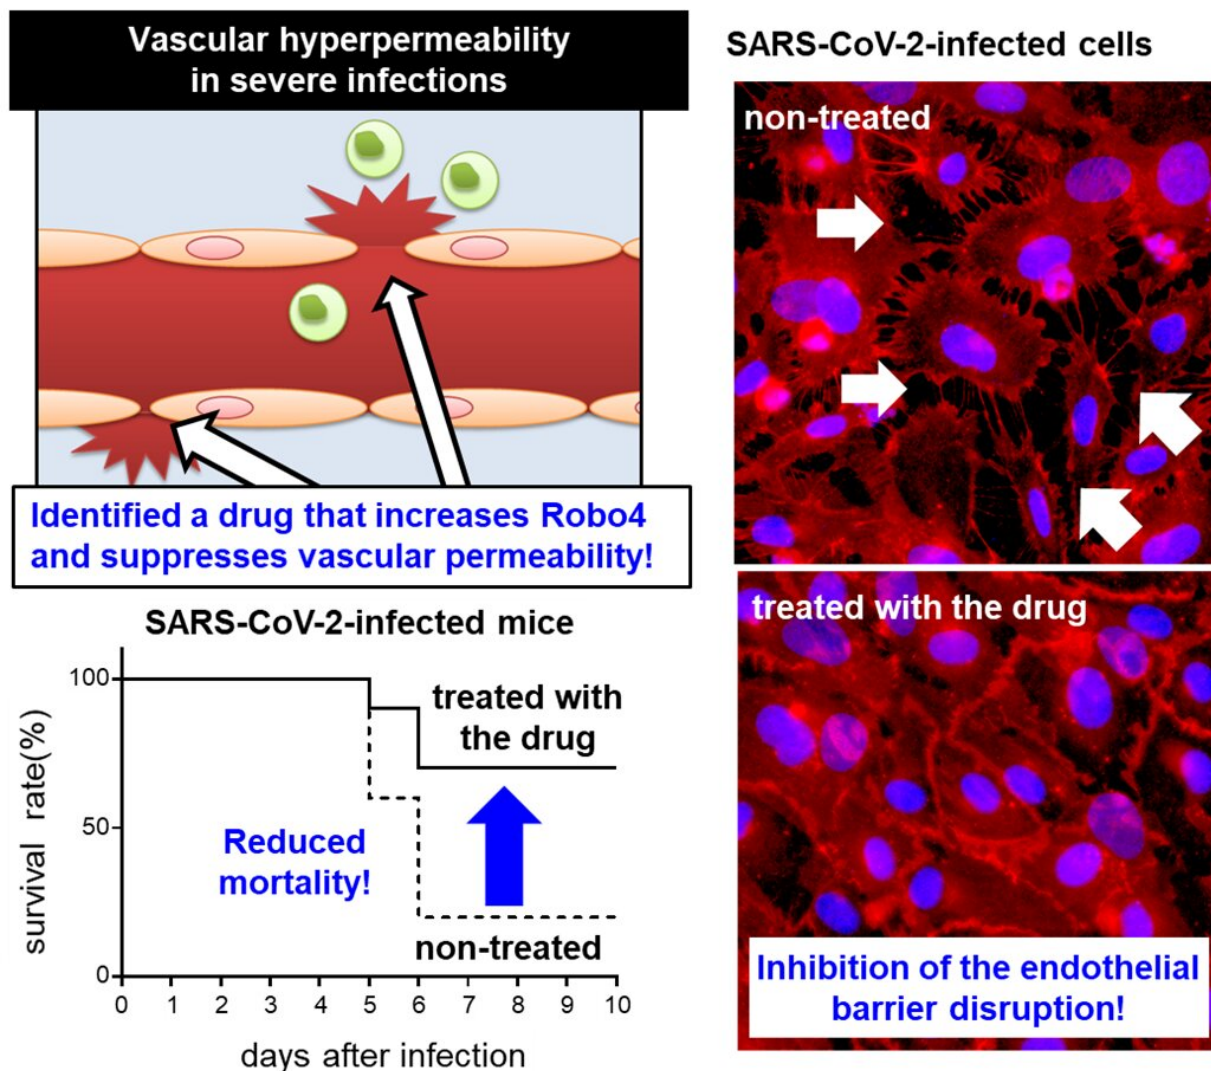 Vascular hyperpermeability
in severe infections
Identified a drug that increases Robo4
and suppresses vascular permeability!
SARS-CoV-2-infected mice
survival rate(%)
100
50
0
treated with
the drug
Reduced
mortality!
non-treated
0 1 2 3 4 5 6 7 8 9 10
days after infection
SARS-CoV-2-infected cells
non-treated
treated with the drug
Inhibition of the endothelial
barrier disruption!